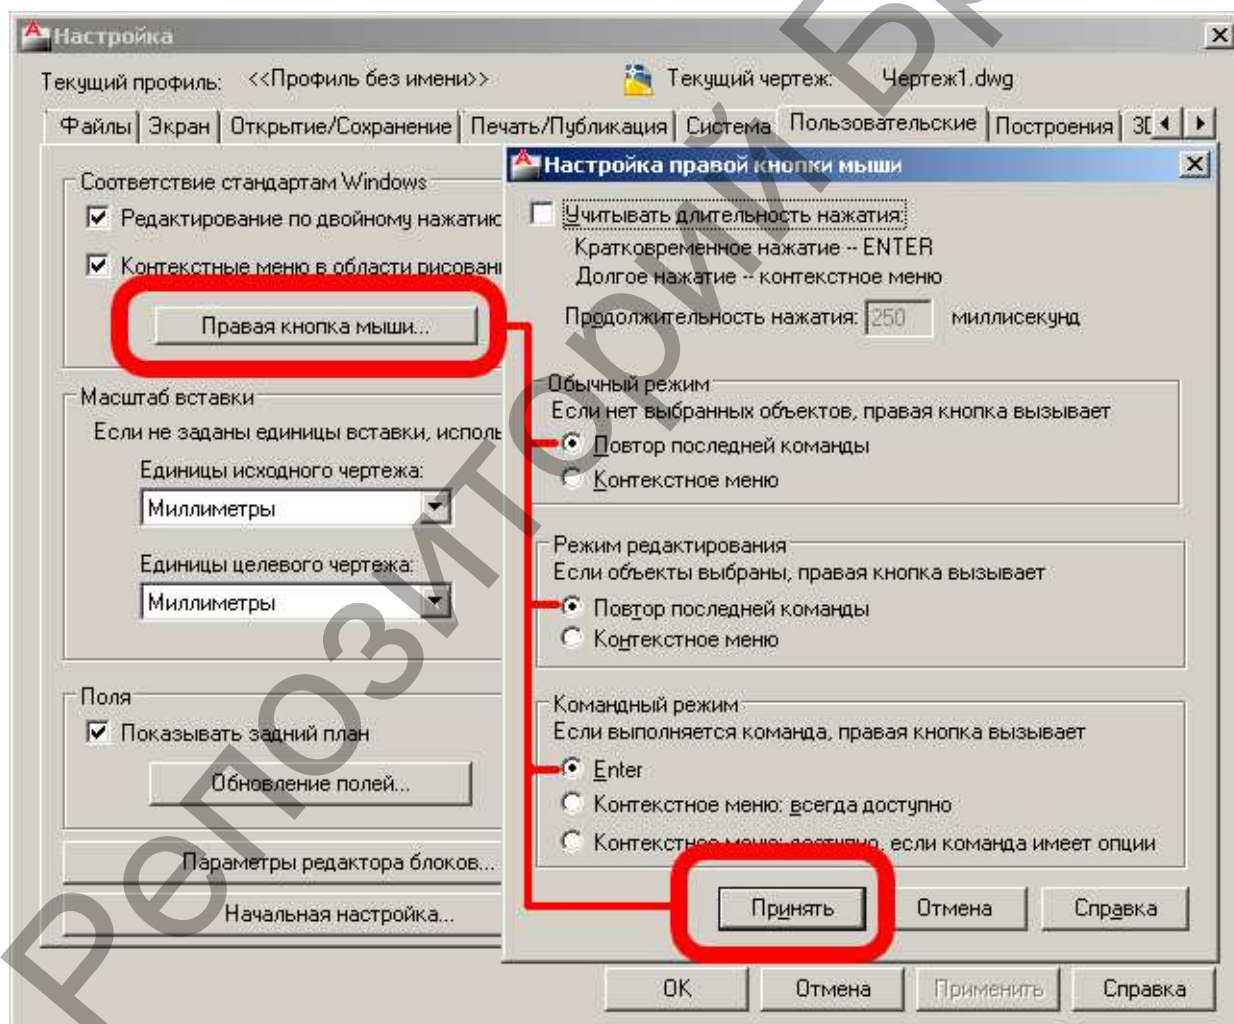 Настройка
Текущий профиль: <<Профиль без имени>> Текущий чертеж: Чертеж1.dwg
Файлы Экран Открытие/Сохранение Печать/Публикация Система Пользовательские Построения
Соответствие стандартам Windows
Редактирование по двойному нажатию
Контекстные меню в области
Правая кнопка мыши...
Масштаб вставки
Если не заданы единицы вставки,
Единицы исходного чертежа:
Миллиметры
Единицы целевого чертежа:
Миллиметры
Поля
Показывать задний план
Обновление полей...
Параметры редактора блоков...
Начальная настройка...
Настройка правой кнопки мыши
Учитывать длительность нажатия:
Кратковременное нажатие -- ENTER
Долгое нажатие -- контекстное меню
Продолжительность нажатия: 250 миллисекунд
Обычный режим
Если нет выбранных объектов, правая кнопка вызывает
Повтор последней команды
Контекстное меню
Режим редактирования
Если объекты выбраны, правая кнопка вызывает
Повтор последней команды
Контекстное меню
Командный режим
Если выполняется команда, правая кнопка вызывает
Enter
Контекстное меню: всегда доступно
Контекстное меню: доступно, если команда имеет опции
Принять Отмена Справка
OK Отмена Применить Справка
Репозиторий